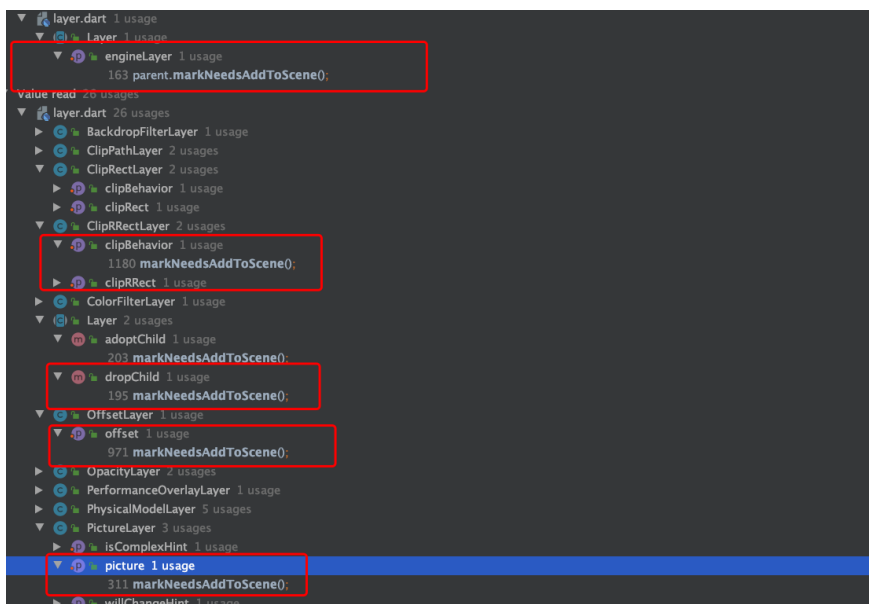 layer.dart 1 usage
Layer 1 usage
engineLayer 1 usage
163 parent.markNeedsAddToScene();
Value read 26 usages
layer.dart 26 usages
BackdropFilterLayer 1 usage
ClipPathLayer 2 usages
ClipRectLayer 2 usages
clipBehavior 1 usage
clipRect 1 usage
ClipRRectLayer 2 usages
clipBehavior 1 usage
1180 markNeedsAddToScene();
clipRRect 1 usage
ColorFilterLayer 1 usage
Layer 2 usages
adoptChild 1 usage
203 markNeedsAddToScene();
dropChild 1 usage
195 markNeedsAddToScene();
OffsetLayer 1 usage
offset 1 usage
971 markNeedsAddToScene();
OpacityLayer 2 usages
PerformanceOverlayLayer 1 usage
PhysicalModelLayer 5 usages
PictureLayer 3 usages
isComplexHint 1 usage
picture 1 usage
311 markNeedsAddToScene();
willChangeHint 1 usage